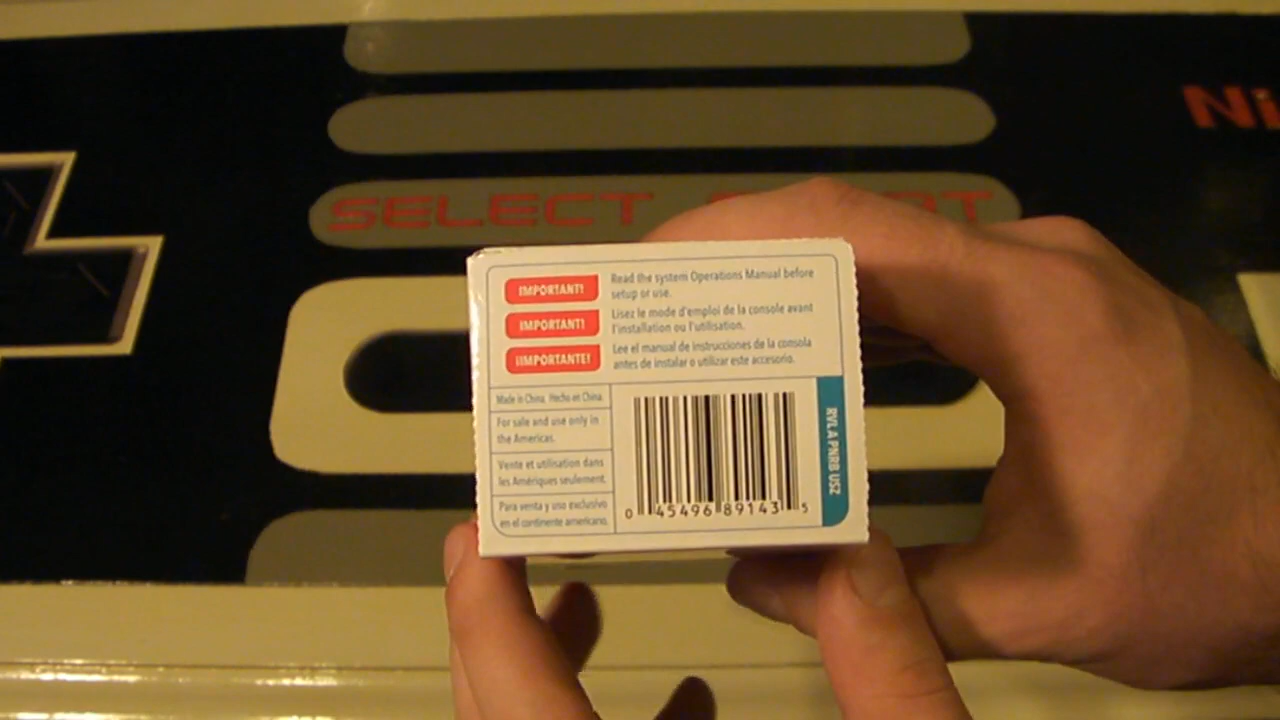 Ni
SELECT
IMPORTANT!
Read the system Operations Manual before
setup or use.
IMPORTANT!
Lisez le mode d'emploi de la console avant
l'installation ou l'utilisation.
¡IMPORTANTE!
Lee el manual de instrucciones de la consola
antes de instalar o utilizar este accesorio.
Made in China. Hecho en China.
For sale and use only in
the Americas.
Vente et utilisation dans
les Amériques seulement.
Para venta y uso exclusivo
en el continente americano.
RVL A PNRB USZ
0 45496 89143 5